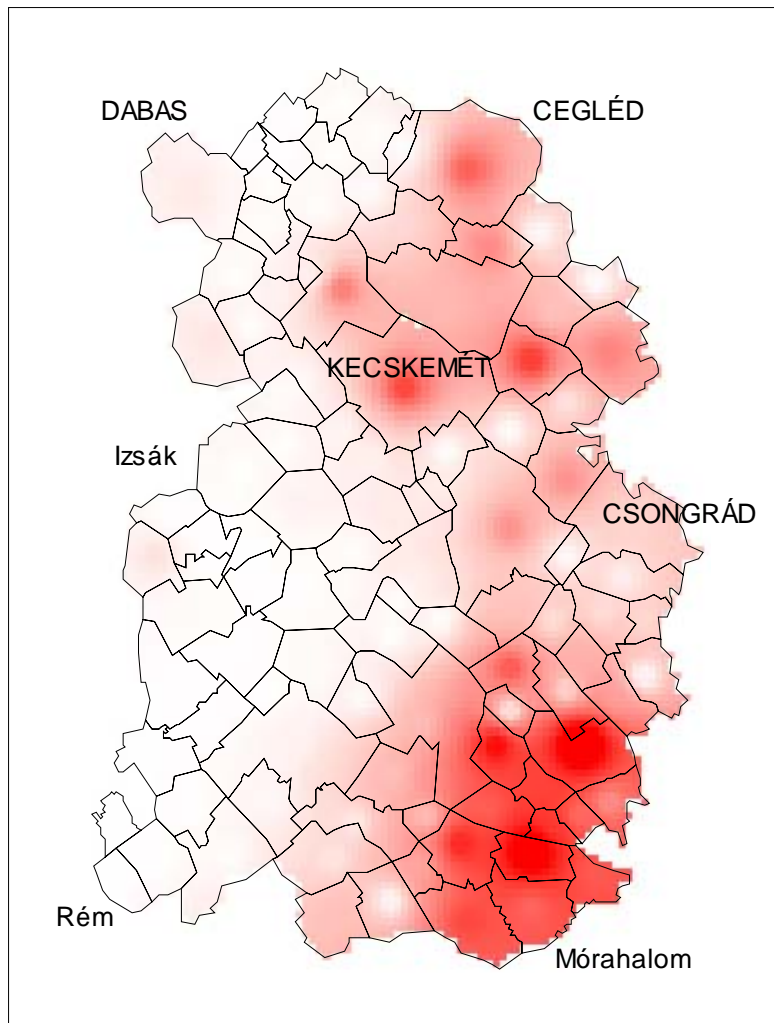 DABAS
CEGLÉD
KECSKEMÉT
Izsák
CSONGRÁD
Rém
Mórahalom